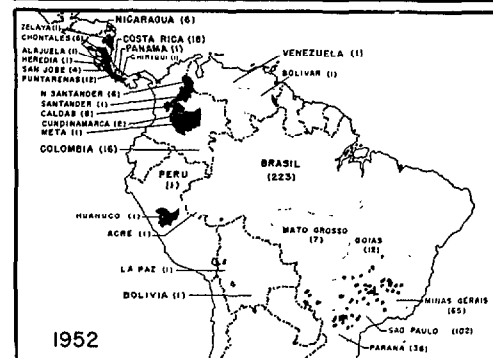 NICARAGUA (6)
ZELAYA (1)
CHONTALES (5)
COSTA RICA (18)
ALAJUELA (1)
PANAMA (1)
HEREDIA (1)
CHIRIQUI (1)
SAN JOSE (4)
PUNTARENAS (12)
VENEZUELA (1)
BOLIVAR (1)
N SANTANDER (6)
SANTANDER (1)
CALDAS (8)
CUNDINAMARCA (2)
META (1)
COLOMBIA (16)
BRASIL
(223)
PERU
(1)
HUANUCO (1)
ACRE (1)
MATO GROSSO
(7)
GOIAS
(12)
LA PAZ (1)
BOLIVIA (1)
MINAS GERAIS
(65)
SAO PAULO (102)
PARANÁ (36)
1952